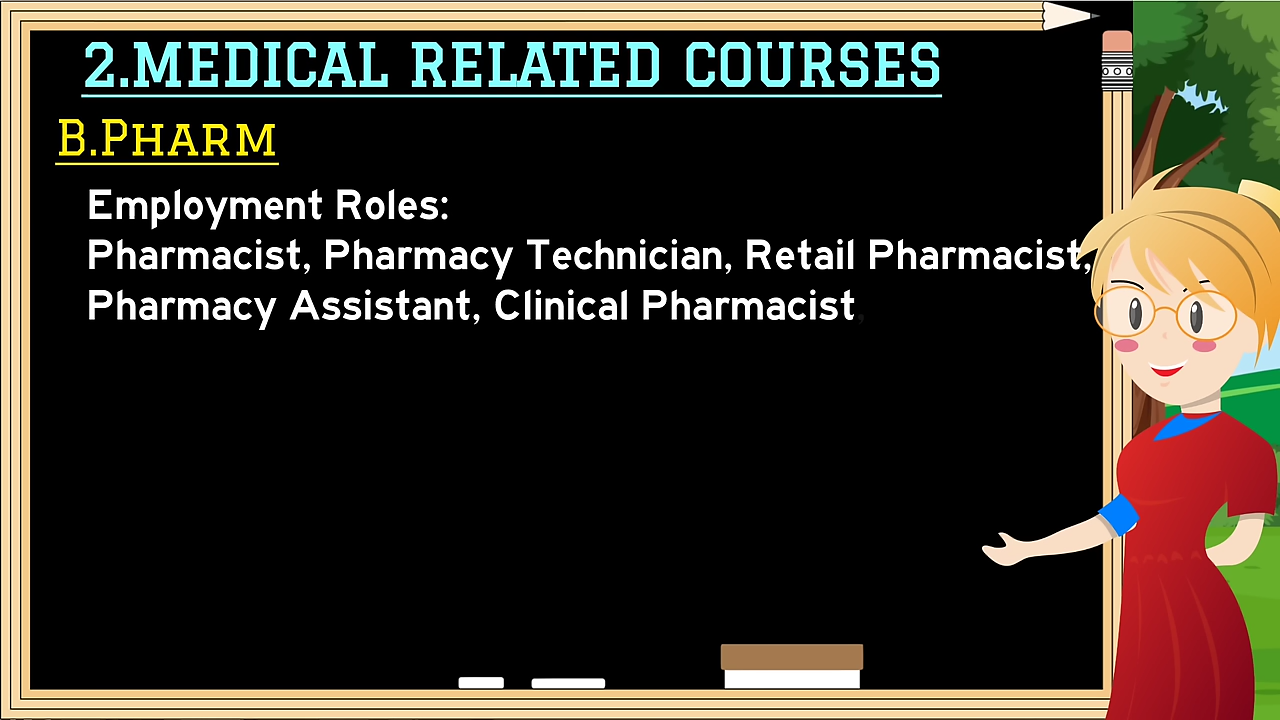 2.MEDICAL RELATED COURSES
B.PHARM
Employment Roles:
Pharmacist, Pharmacy Technician, Retail Pharmacist,
Pharmacy Assistant, Clinical Pharmacist,